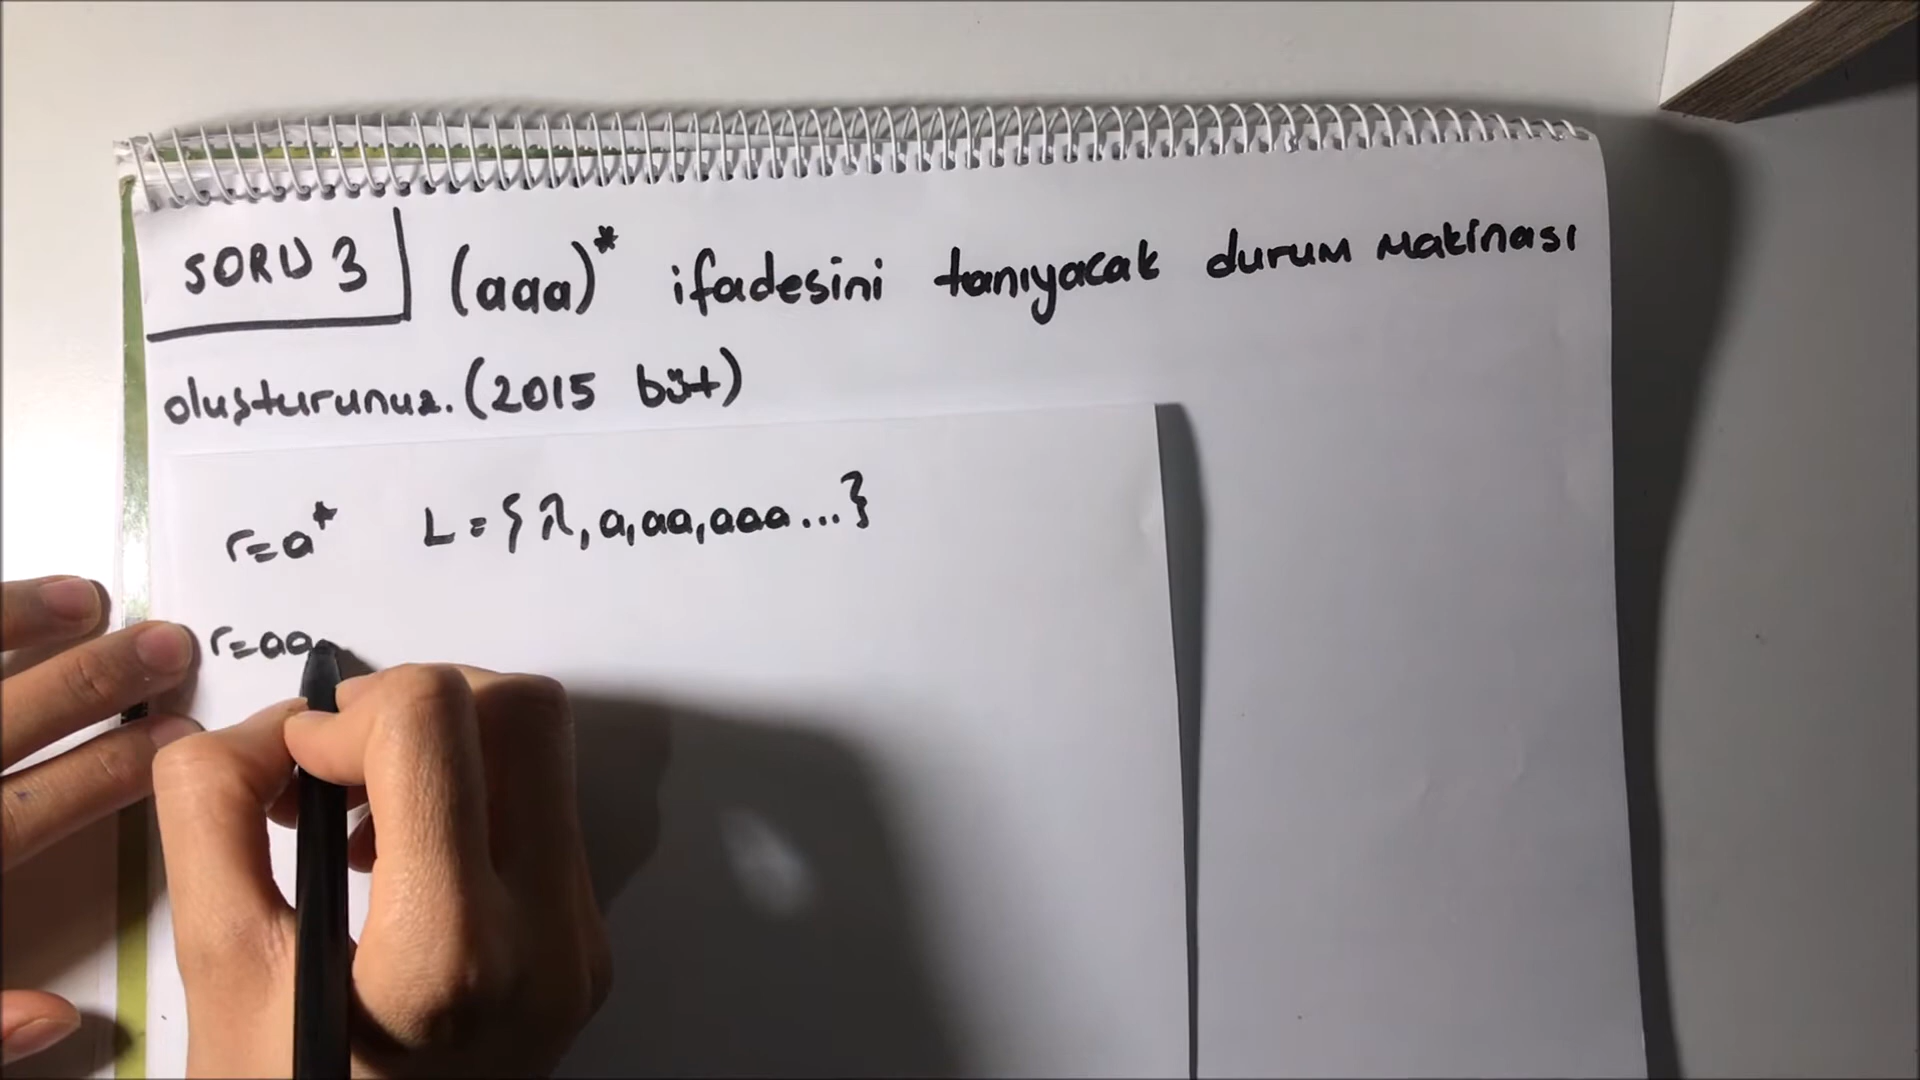 SORU 3 (aaa)* ifadesini tanıyacak durum makinası
oluşturunuz. (2015 büt)
r=a* L={λ, a, aa, aaa...}
r=aa